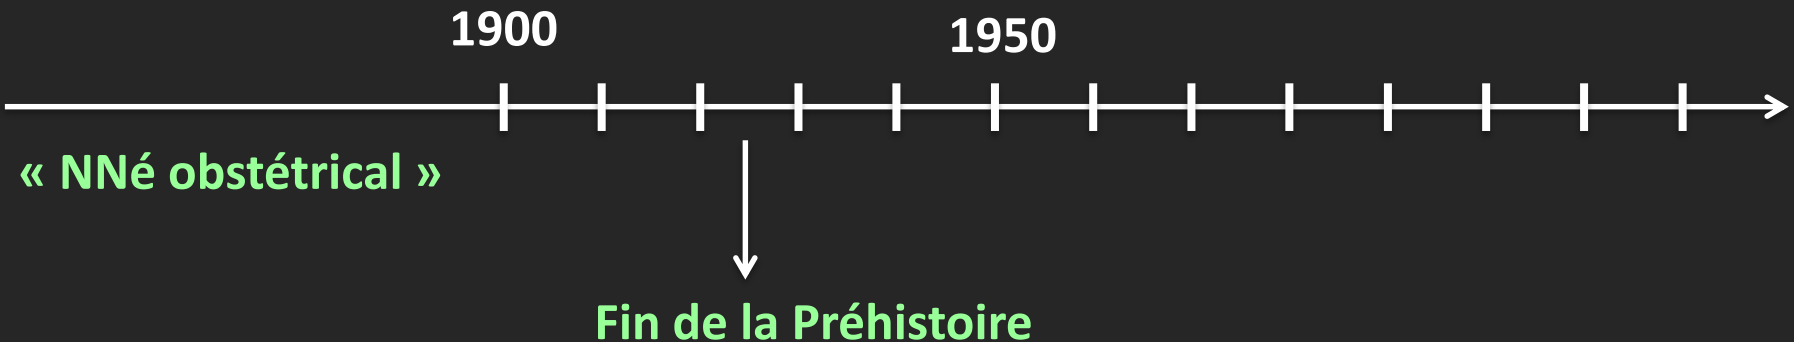 1900
1950
« NNé obstétrical »
Fin de la Préhistoire